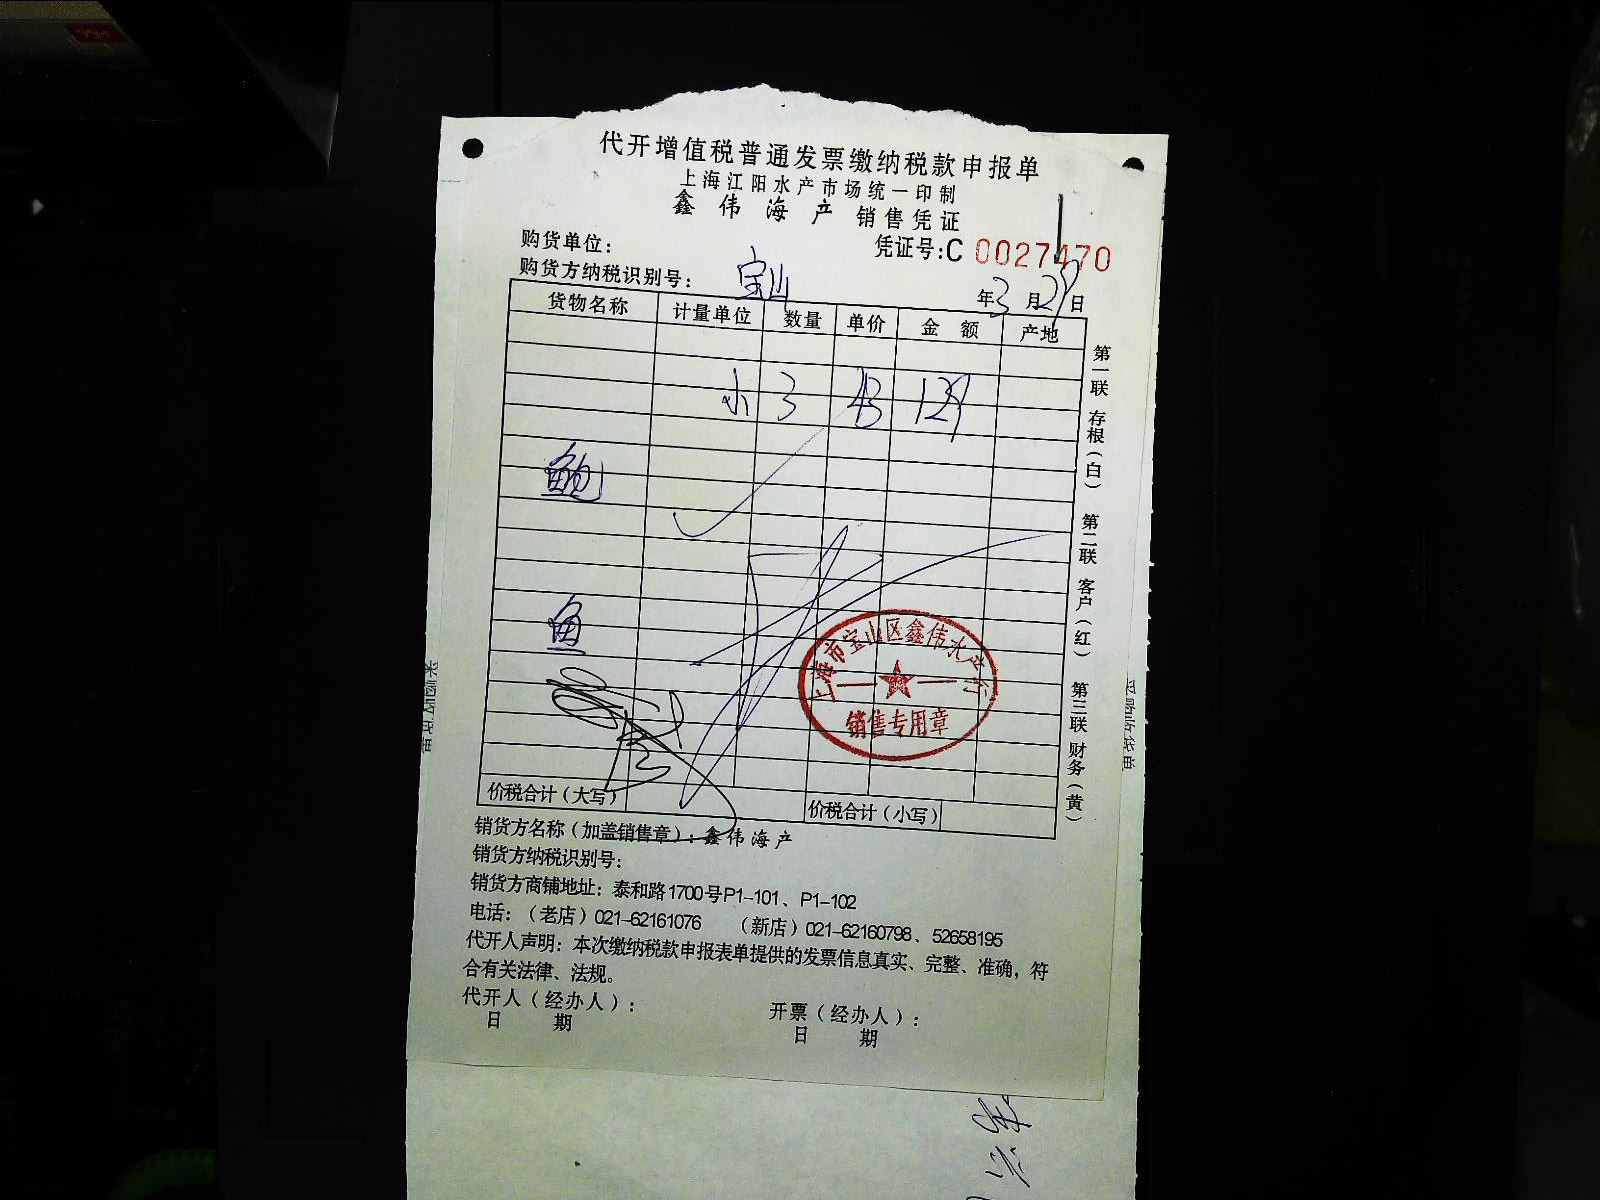 代开增值税普通发票缴纳税款申报单
上海江阳水产市场统一印制
鑫伟海产销售凭证
购货单位：
凭证号:C 0027470
购货方纳税识别号： 宝山
年3月29日
货物名称 计量单位 数量 单价 金额 产地
小 3 43 129
鲍
鱼
价税合计（大写） 价税合计（小写）
第一联 存根（白） 第二联 客户（红） 第三联 财务（黄）
上海市宝山区鑫伟水产行
销售专用章
销货方名称（加盖销售章）：鑫伟海产
销货方纳税识别号：
销货方商铺地址：泰和路1700号P1-101、P1-102
电话：（老店）021-62161076 （新店）021-62160798、52658195
代开人声明：本次缴纳税款申报表单提供的发票信息真实、完整、准确，符
合有关法律、法规。
代开人（经办人）： 开票（经办人）：
日 期 日 期